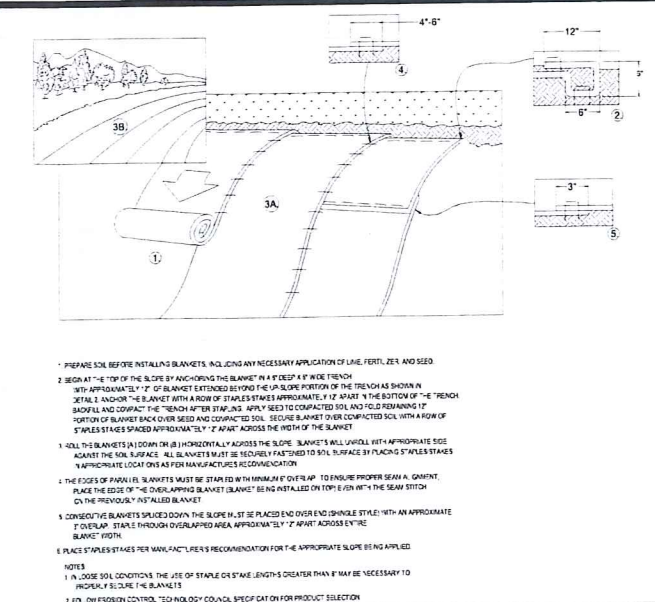 4"-6"
12"
4.
3B.
6"
2.
3A.
3"
1.
5.
PREPARE SOIL BEFORE INSTALLING BLANKETS, INCLUDING ANY NECESSARY APPLICATION OF LIME, FERTILIZER, AND SEED.
2. BEGIN AT THE TOP OF THE SLOPE BY ANCHORING THE BLANKET IN A 6" DEEP X 6" WIDE TRENCH
WITH APPROXIMATELY 12" OF BLANKET EXTENDED BEYOND THE UP-SLOPE PORTION OF THE TRENCH AS SHOWN IN
DETAIL 2. ANCHOR THE BLANKET WITH A ROW OF STAPLES/STAKES APPROXIMATELY 12" APART IN THE BOTTOM OF THE TRENCH.
BACKFILL AND COMPACT THE TRENCH AFTER STAPLING. APPLY SEED TO COMPACTED SOIL AND FOLD REMAINING 12"
PORTION OF BLANKET BACK OVER SEED AND COMPACTED SOIL. SECURE BLANKET OVER COMPACTED SOIL WITH A ROW OF
STAPLES/STAKES SPACED APPROXIMATELY 12" APART ACROSS THE WIDTH OF THE BLANKET.
3. ROLL THE BLANKETS (A) DOWN OR (B) HORIZONTALLY ACROSS THE SLOPE. BLANKETS WILL UNROLL WITH APPROPRIATE SIDE
AGAINST THE SOIL SURFACE. ALL BLANKETS MUST BE SECURELY FASTENED TO SOIL SURFACE BY PLACING STAPLES/STAKES
IN APPROPRIATE LOCATIONS AS PER MANUFACTURES RECOMMENDATION
4. THE EDGES OF PARALLEL BLANKETS MUST BE STAPLED WITH MINIMUM 6" OVERLAP. TO ENSURE PROPER SEAM ALIGNMENT,
PLACE THE EDGE OF THE OVERLAPPING BLANKET (BLANKET BEING INSTALLED ON TOP) EVEN WITH THE SEAM STITCH
ON THE PREVIOUSLY INSTALLED BLANKET.
5. CONSECUTIVE BLANKETS SPLICED DOWN THE SLOPE MUST BE PLACED END OVER END (SHINGLE STYLE) WITH AN APPROXIMATE
3" OVERLAP. STAPLE THROUGH OVERLAPPED AREA, APPROXIMATELY 12" APART ACROSS ENTIRE
BLANKET WIDTH.
6. PLACE STAPLES/STAKES PER MANUFACTURER'S RECOMMENDATION FOR THE APPROPRIATE SLOPE BEING APPLIED.
NOTES
1. IN LOOSE SOIL CONDITIONS, THE USE OF STAPLE OR STAKE LENGTHS GREATER THAN 6" MAY BE NECESSARY TO
PROPERLY SECURE THE BLANKETS
2. FOLLOW EROSION CONTROL TECHNOLOGY COUNCIL SPECIFICATION FOR PRODUCT SELECTION